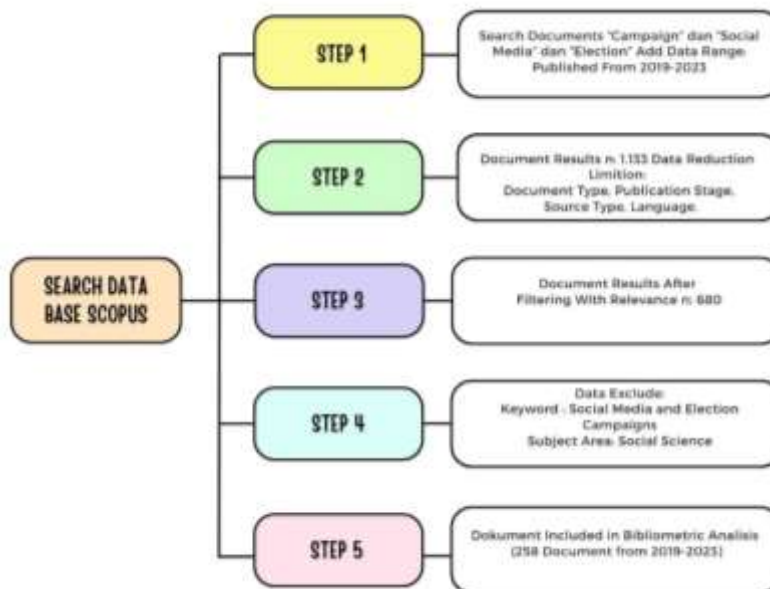 SEARCH DATA
BASE SCOPUS
STEP 1
Search Documents "Campaign" dan "Social
Media" dan "Election" Add Data Range:
Published From 2019-2023
STEP 2
Document Results n: 1.133 Data Reduction
Limition:
Document Type, Publication Stage,
Source Type, Language.
STEP 3
Document Results After
Filtering With Relevance n: 680
STEP 4
Data Exclude:
Keyword : Social Media and Election
Campaigns
Subject Area: Social Science
STEP 5
Dokument Included in Bibliometric Analisis
(258 Document from 2019-2023)